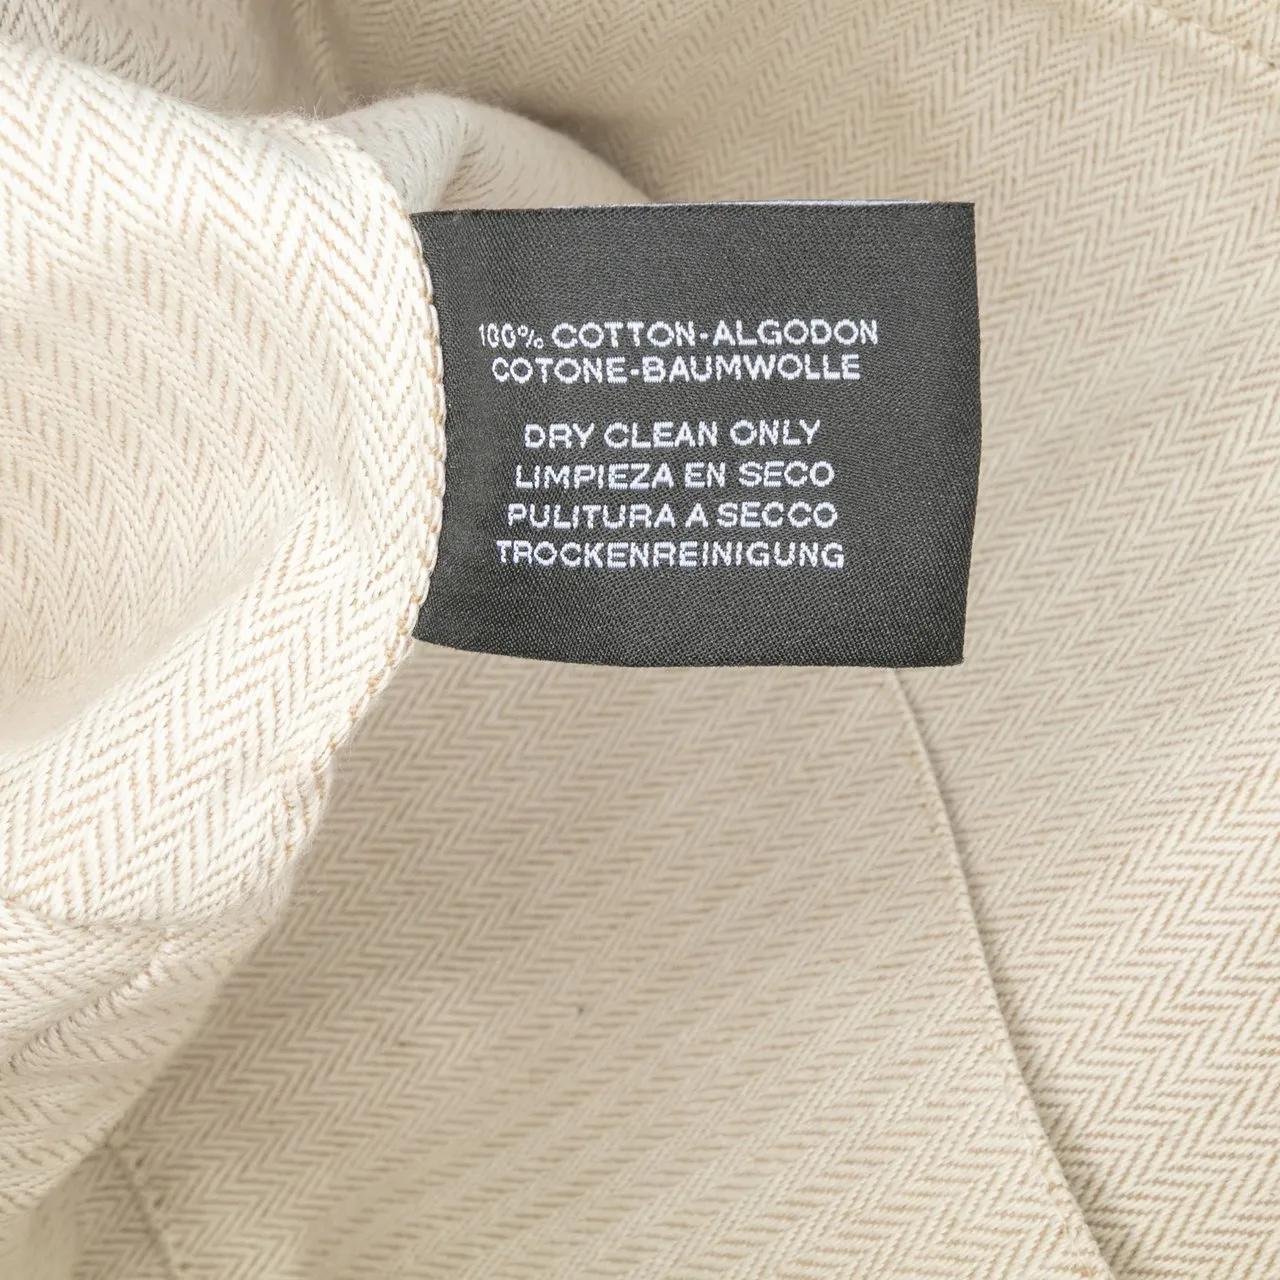 100% COTTON-ALGODON
COTONE-BAUMWOLLE
DRY CLEAN ONLY
LIMPIEZA EN SECO
PULITURA A SECCO
TROCKENREINIGUNG